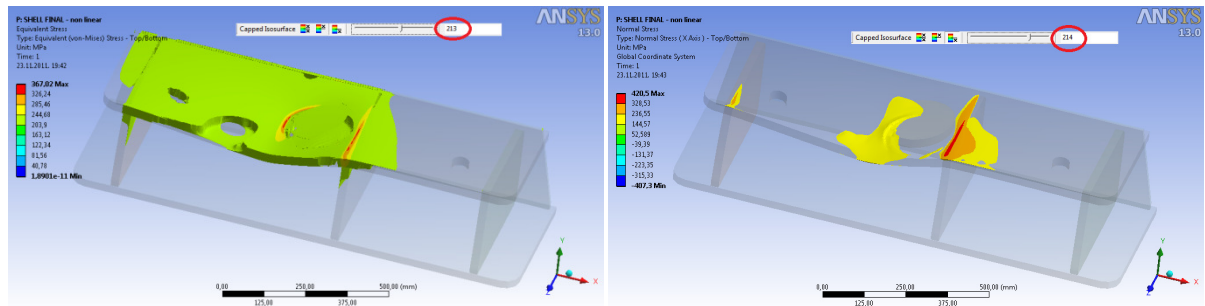 P: SHELL FINAL - non linear
Equivalent Stress
Type: Equivalent (von-Mises) Stress - Top/Bottom
Unit: MPa
Time: 1
23.11.2011. 19:42
367,02 Max
326,24
285,46
244,68
203,9
163,12
122,34
81,56
40,78
1,8981e-11 Min
Capped Isosurface
213
ANSYS
13.0
0,00
500,00 (mm)
125,00
375,00
Y
X
Z
P: SHELL FINAL - non linear
Normal Stress
Type: Normal Stress ( X Axis ) - Top/Bottom
Unit: MPa
Global Coordinate System
Time: 1
23.11.2011. 19:43
420,5 Max
328,53
236,55
144,57
52,589
-39,39
-131,37
-223,35
-315,33
-407,3 Min
Capped Isosurface
214
ANSYS
13.0
0,00
500,00 (mm)
125,00
375,00
Y
X
Z